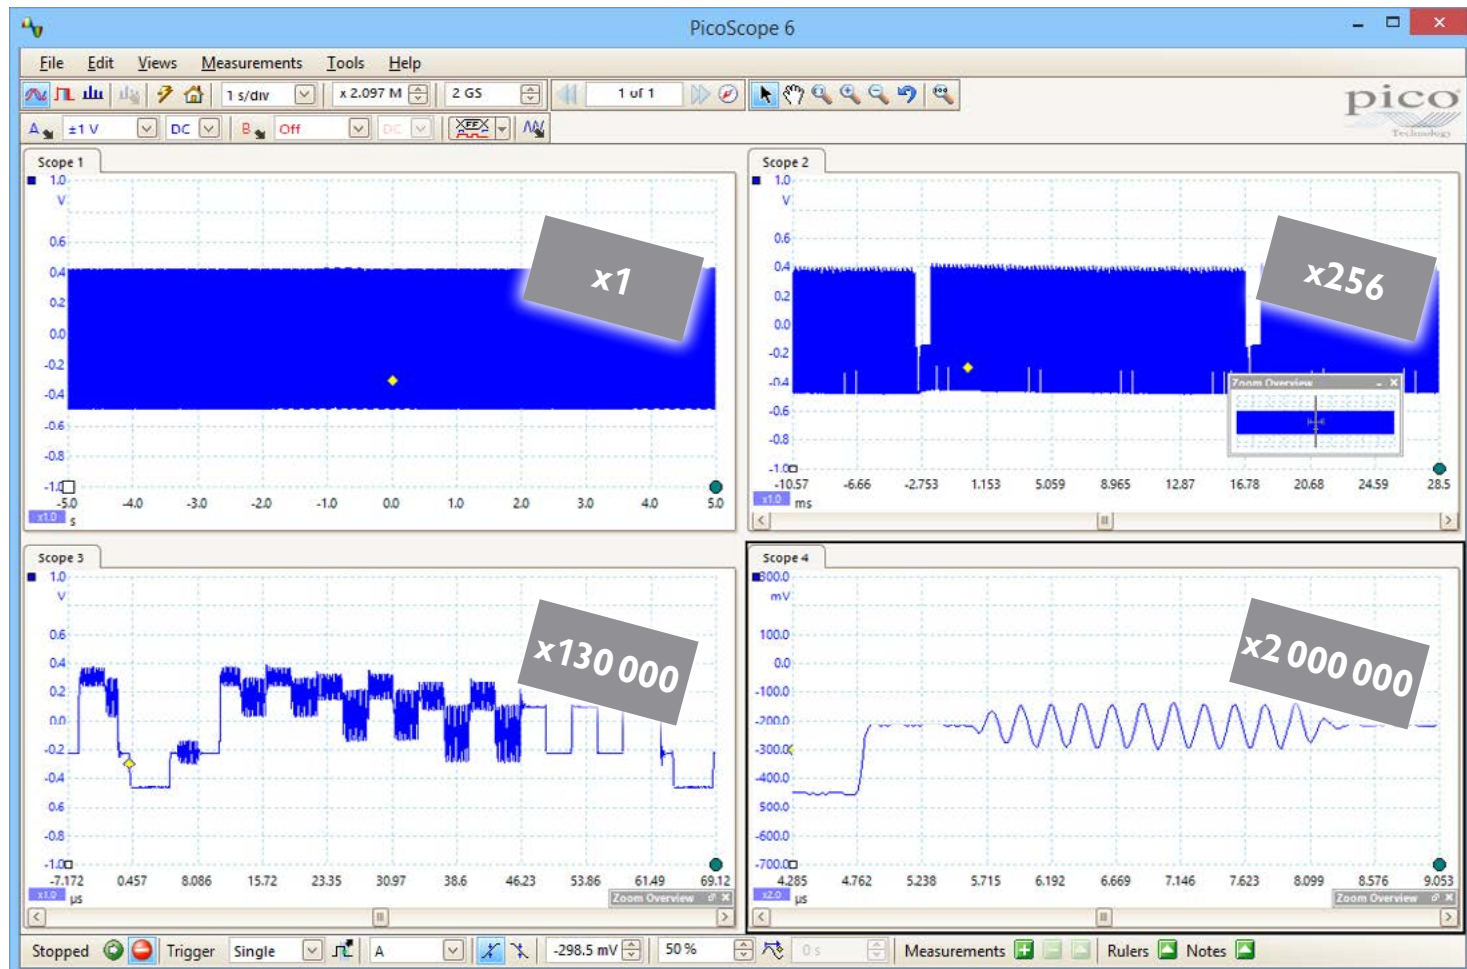 PicoScope 6
File Edit Views Measurements Tools Help
1 s/div x 2.097 M 2 GS 1 of 1
pico
Technology
A ±1 V DC B Off DC
Scope 1
1.0
V
0.6
0.4
0.2
0.0
-0.2
-0.4
-0.6
-0.8
-1.0
-5.0 -4.0 -3.0 -2.0 -1.0 0.0 1.0 2.0 3.0 4.0 5.0
x1.0 s
x1
Scope 2
1.0
V
0.6
0.4
0.2
0.0
-0.2
-0.4
-0.6
-0.8
-1.0
-10.57 -6.66 -2.753 1.153 5.059 8.965 12.87 16.78 20.68 24.59 28.5
x1.0 ms
x256
Zoom Overview
Scope 3
1.0
V
0.6
0.4
0.2
0.0
-0.2
-0.4
0.6
-0.8
-1.0
-7.172 0.457 8.086 15.72 23.35 30.97 38.6 46.23 53.86 61.49 69.12
x1.0 µs
x130 000
Zoom Overview
Scope 4
300.0
mV
100.0
0.0
-100.0
-200.0
-300.0
-400.0
500.0
-600.0
-700.0
4.285 4.762 5.238 5.715 6.192 6.669 7.146 7.623 8.099 8.576 9.053
x2.0 µs
x2 000 000
Zoom Overview
Stopped Trigger Single A -298.5 mV 50 % 0 s Measurements Rulers Notes